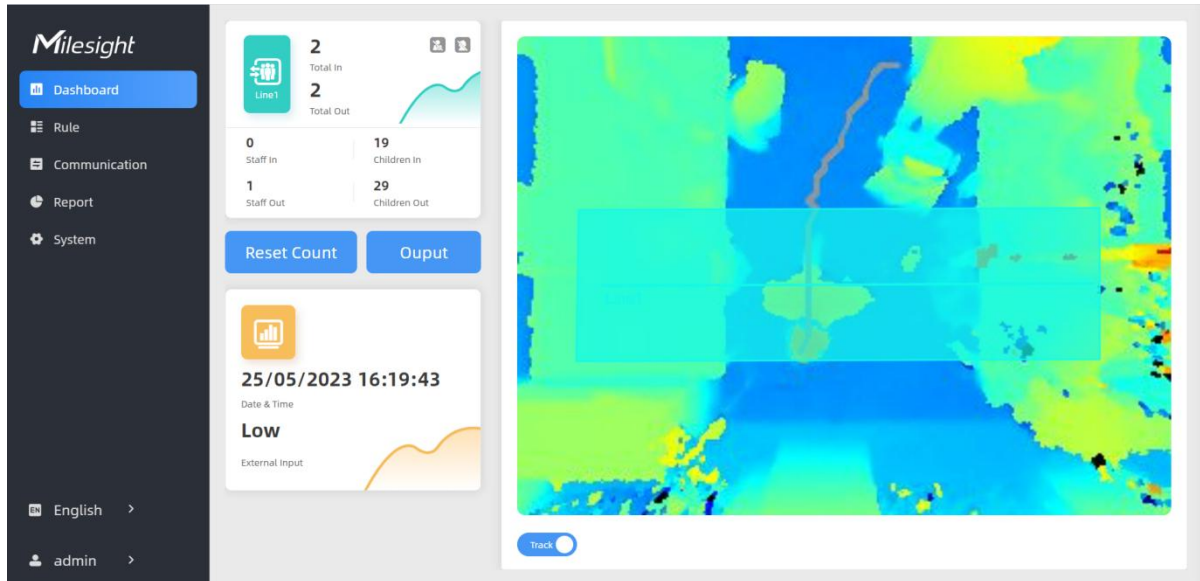 Milesight
Dashboard
Rule
Communication
Report
System
EN English >
admin >
Line1
2
Total In
2
Total Out
0
Staff In
19
Children In
1
Staff Out
29
Children Out
Reset Count
Ouput
25/05/2023 16:19:43
Date & Time
Low
External Input
Line1
Track